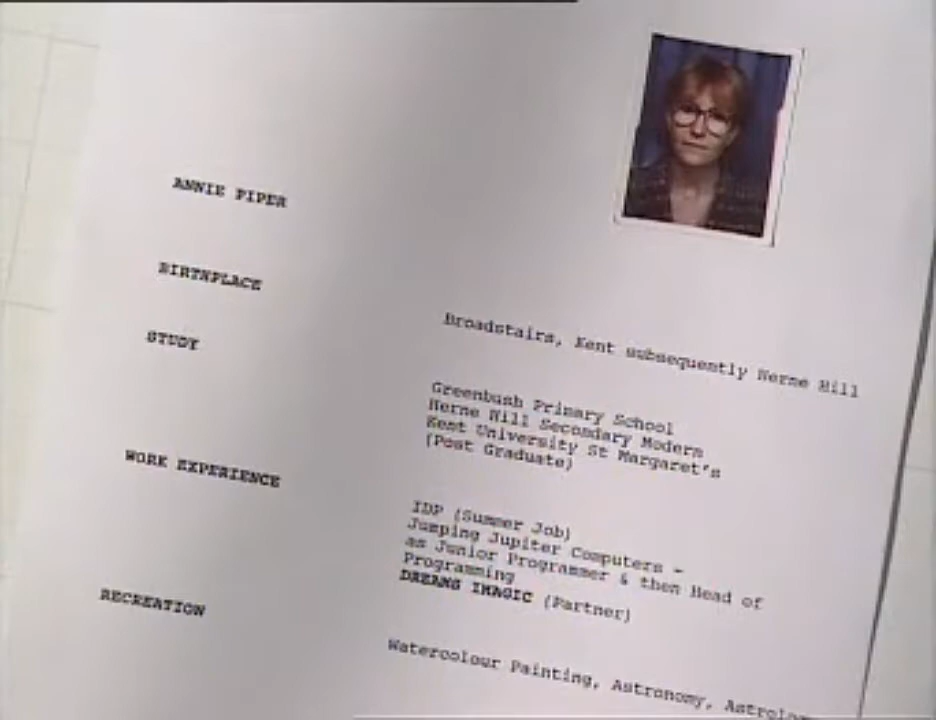 ANNIE PIPER
BIRTHPLACE
Broadstairs, Kent subsequently Herne Hill
STUDY
Greenbush Primary School
Herne Hill Secondary Modern
Kent University St Margaret's
(Post Graduate)
WORK EXPERIENCE
IDP (Summer Job)
Jumping Jupiter Computers -
as Junior Programmer & then Head of
Programming
DREAMS IMAGIC (Partner)
RECREATION
Watercolour Painting, Astronomy,